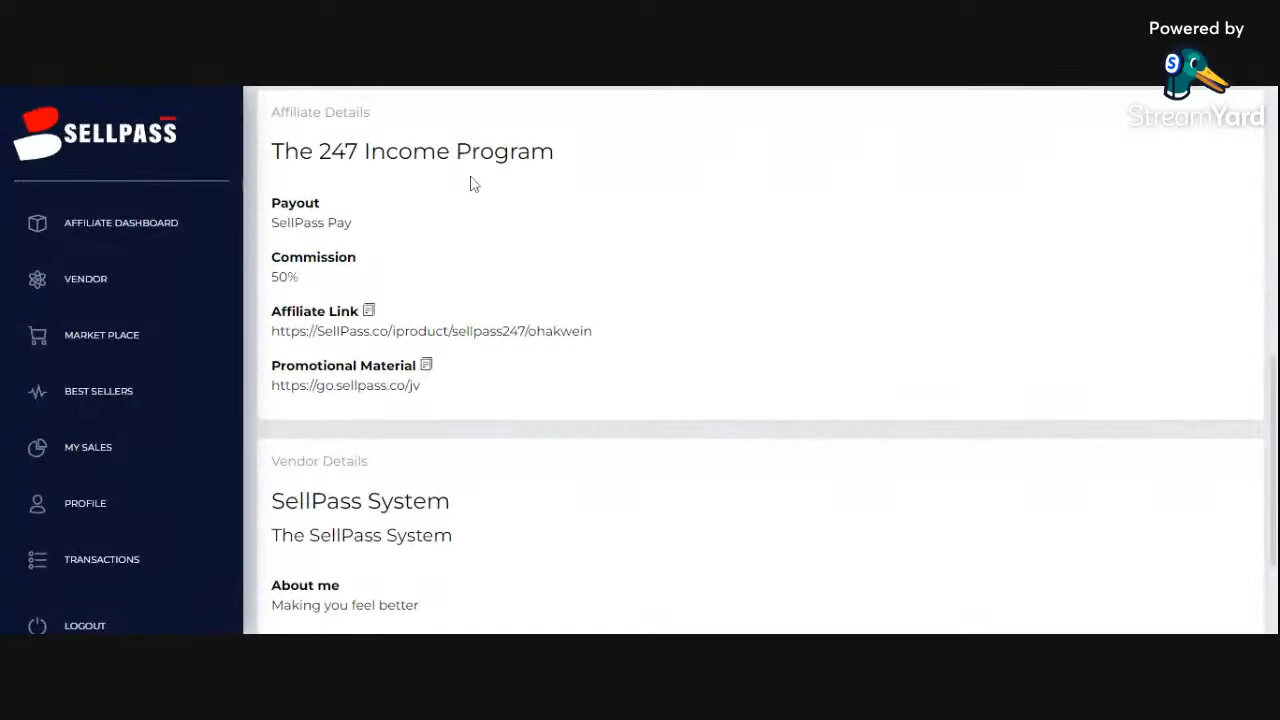 Powered by
S
StreamYard
SELLPASS
AFFILIATE DASHBOARD
VENDOR
MARKET PLACE
BEST SELLERS
MY SALES
PROFILE
TRANSACTIONS
LOGOUT
Affiliate Details
The 247 Income Program
Payout
SellPass Pay
Commission
50%
Affiliate Link
https://SellPass.co/iproduct/sellpass247/ohakwein
Promotional Material
https://go.sellpass.co/jv
Vendor Details
SellPass System
The SellPass System
About me
Making you feel better